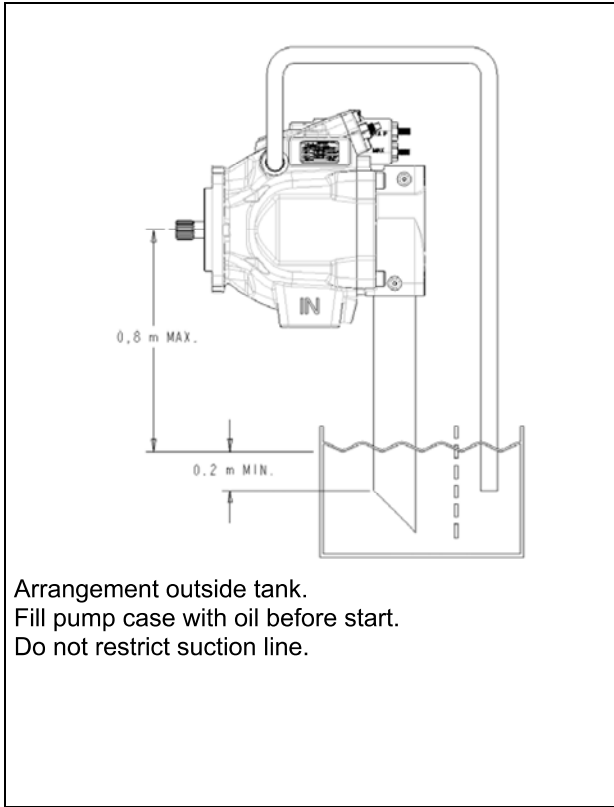 MAX
IN
0,8 m MAX.
0.2 m MIN.
Arrangement outside tank.
Fill pump case with oil before start.
Do not restrict suction line.